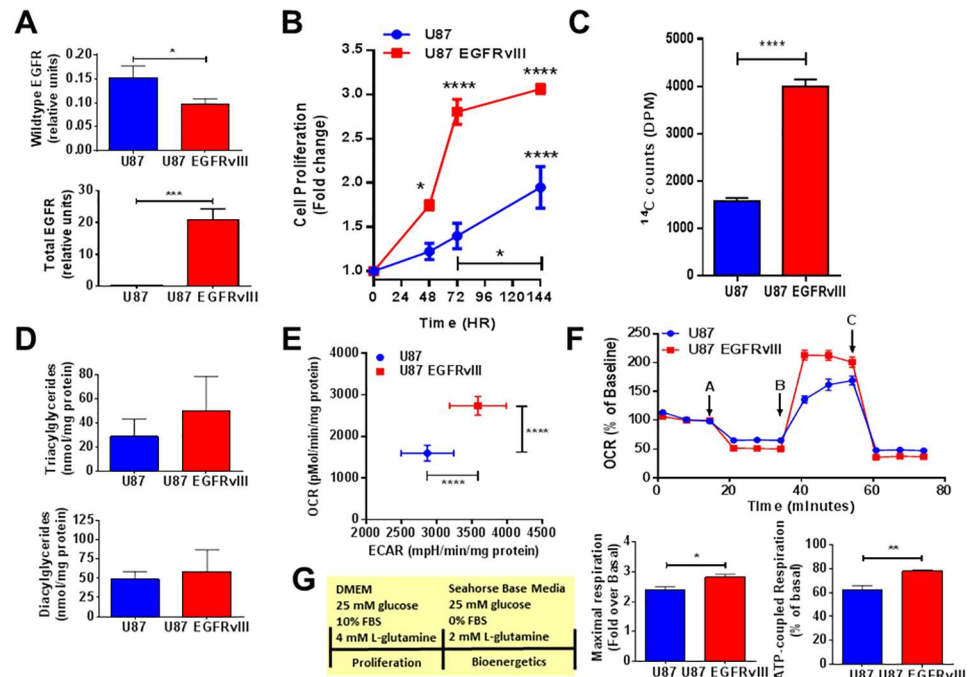 A
Wildtype EGFR
(relative units)
0.20
0.15
0.10
0.05
0.00
*
U87
U87 EGFRvIII
Total EGFR
(relative units)
30
20
10
0
***
U87
U87 EGFRvIII
B
U87
U87 EGFRvIII
Cell Proliferation
(Fold change)
3.5
3.0
2.5
2.0
1.5
1.0
*
****
****
****
*
0 24 48 72 96 120 144
Time (HR)
C
14C counts (DPM)
5000
4000
3000
2000
1000
0
****
U87
U87 EGFRvIII
D
Triacylglycerides
(nmol/mg protein)
100
75
50
25
0
U87
U87 EGFRvIII
Diacylglycerides
(nmol/mg protein)
125
100
75
50
25
0
U87
U87 EGFRvIII
E
U87
U87 EGFRvIII
OCR (pMol/min/mg protein)
4000
3000
2000
1000
0
****
****
2000 2500 3000 3500 4000 4500
ECAR (mpH/min/mg protein)
F
U87
U87 EGFRvIII
OCR (% of Baseline)
250
200
150
100
50
0
A
B
C
0 20 40 60 80
Time (minutes)
Maximal respiration
(Fold over Basal)
4
3
2
1
0
*
U87
U87 EGFRvIII
ATP-coupled Respiration
(% of basal)
100
80
60
40
20
0
**
U87
U87 EGFRvIII
G
DMEM
25 mM glucose
10% FBS
4 mM L-glutamine
Proliferation
Seahorse Base Media
25 mM glucose
0% FBS
2 mM L-glutamine
Bioenergetics